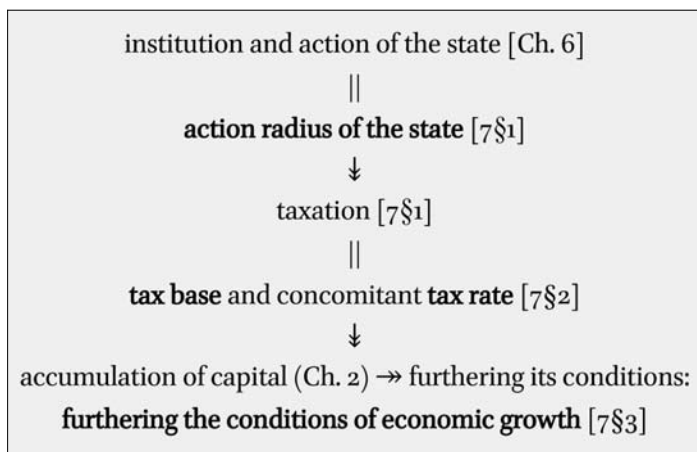 institution and action of the state [Ch. 6]
||
action radius of the state [7§1]
↡
taxation [7§1]
||
tax base and concomitant tax rate [7§2]
↡
accumulation of capital (Ch. 2) ↠ furthering its conditions:
furthering the conditions of economic growth [7§3]